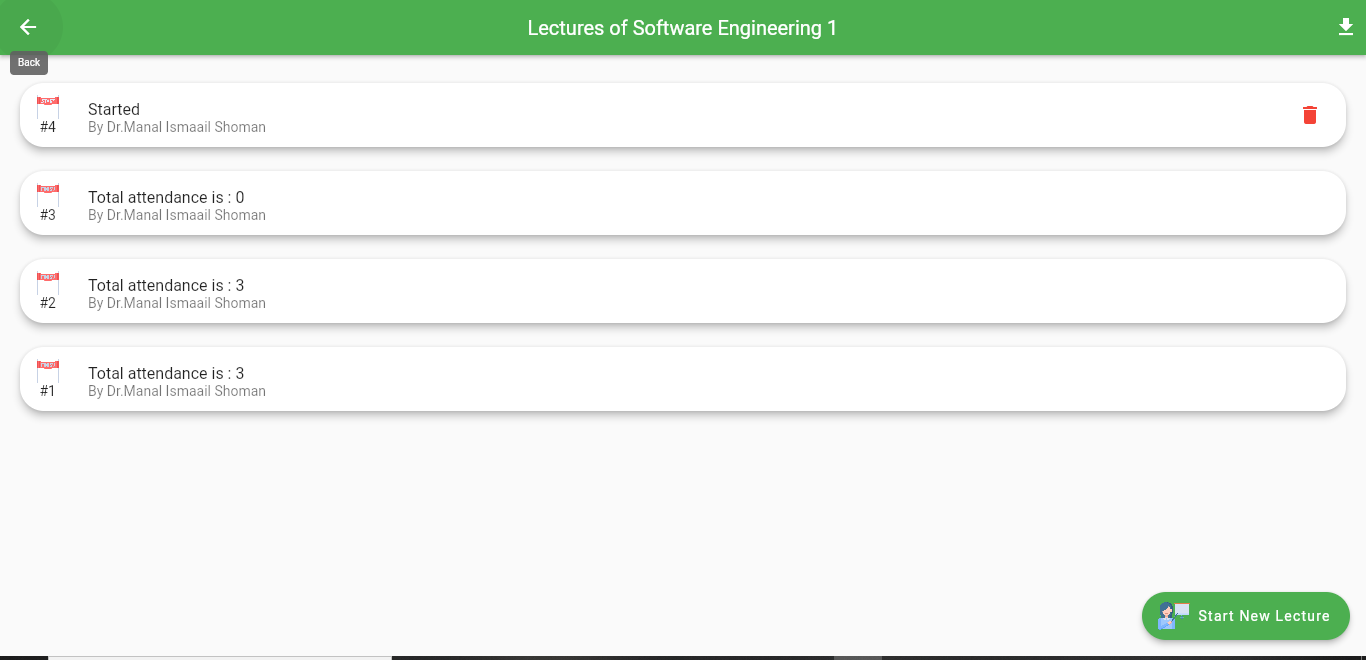 Lectures of Software Engineering 1
Back
Started
#4
By Dr.Manal Ismaail Shoman
Total attendance is : 0
#3
By Dr.Manal Ismaail Shoman
Total attendance is : 3
#2
By Dr.Manal Ismaail Shoman
Total attendance is : 3
#1
By Dr.Manal Ismaail Shoman
Start New Lecture